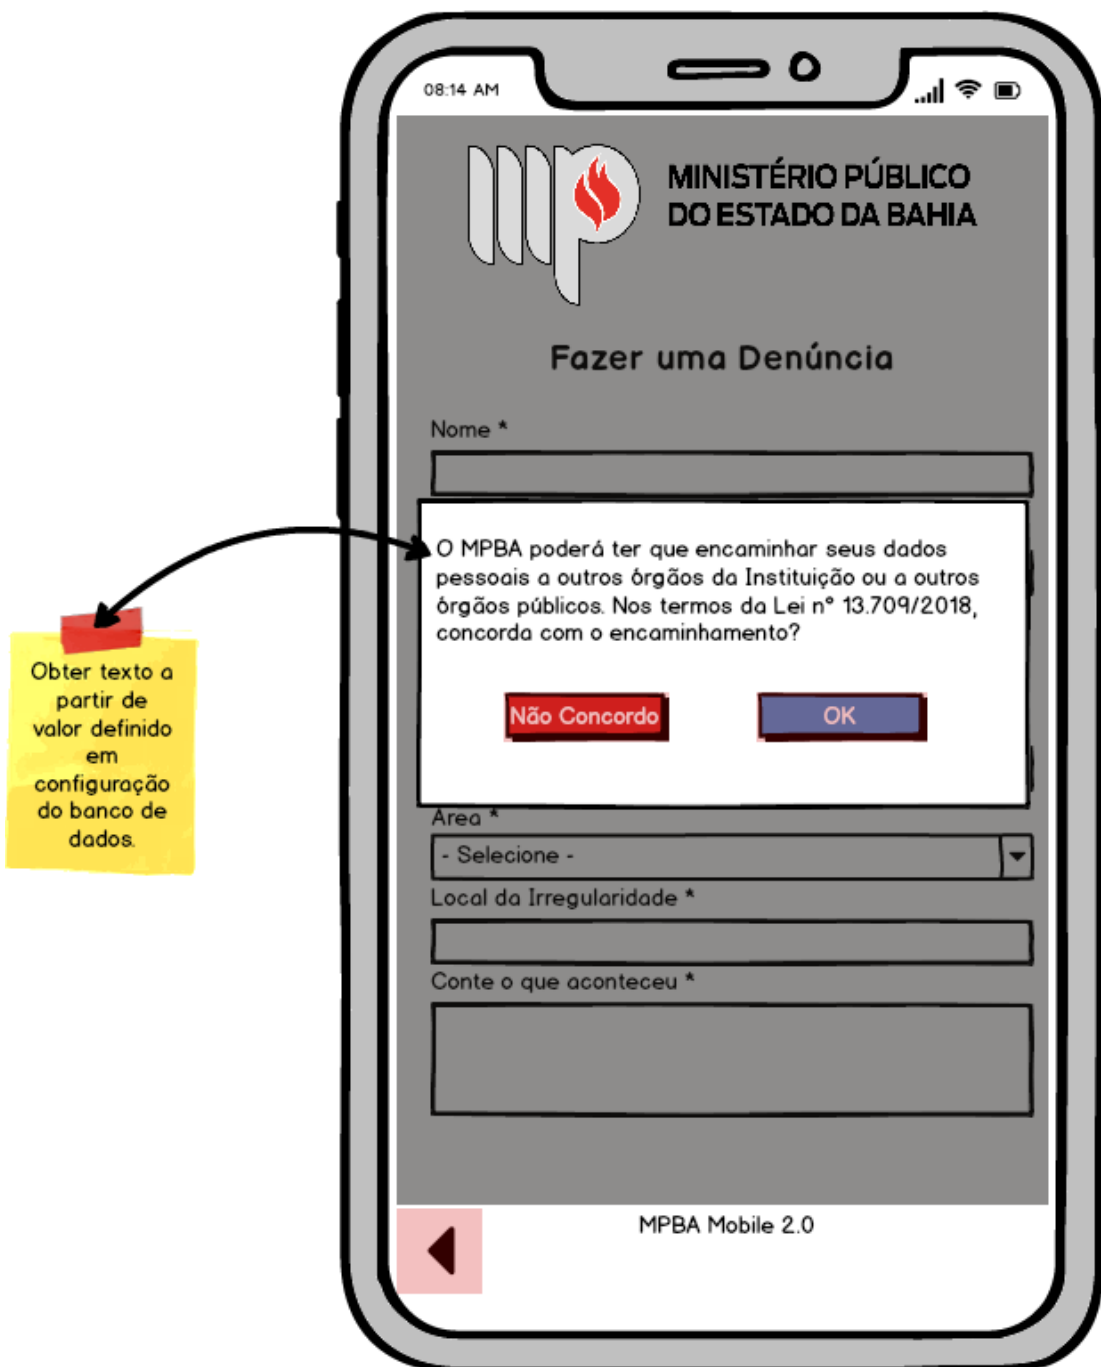 08:14 AM
MINISTÉRIO PÚBLICO
DO ESTADO DA BAHIA
Fazer uma Denúncia
Nome *
O MPBA poderá ter que encaminhar seus dados
pessoais a outros órgãos da Instituição ou a outros
órgãos públicos. Nos termos da Lei nº 13.709/2018,
concorda com o encaminhamento?
Não Concordo
OK
Obter texto a
partir de
valor definido
em
configuração
do banco de
dados.
Área *
- Selecione -
Local da Irregularidade *
Conte o que aconteceu *
MPBA Mobile 2.0